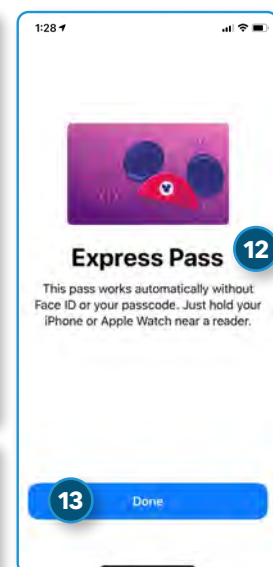 1:28
Express Pass
12
This pass works automatically without
Face ID or your passcode. Just hold your
iPhone or Apple Watch near a reader.
13
Done